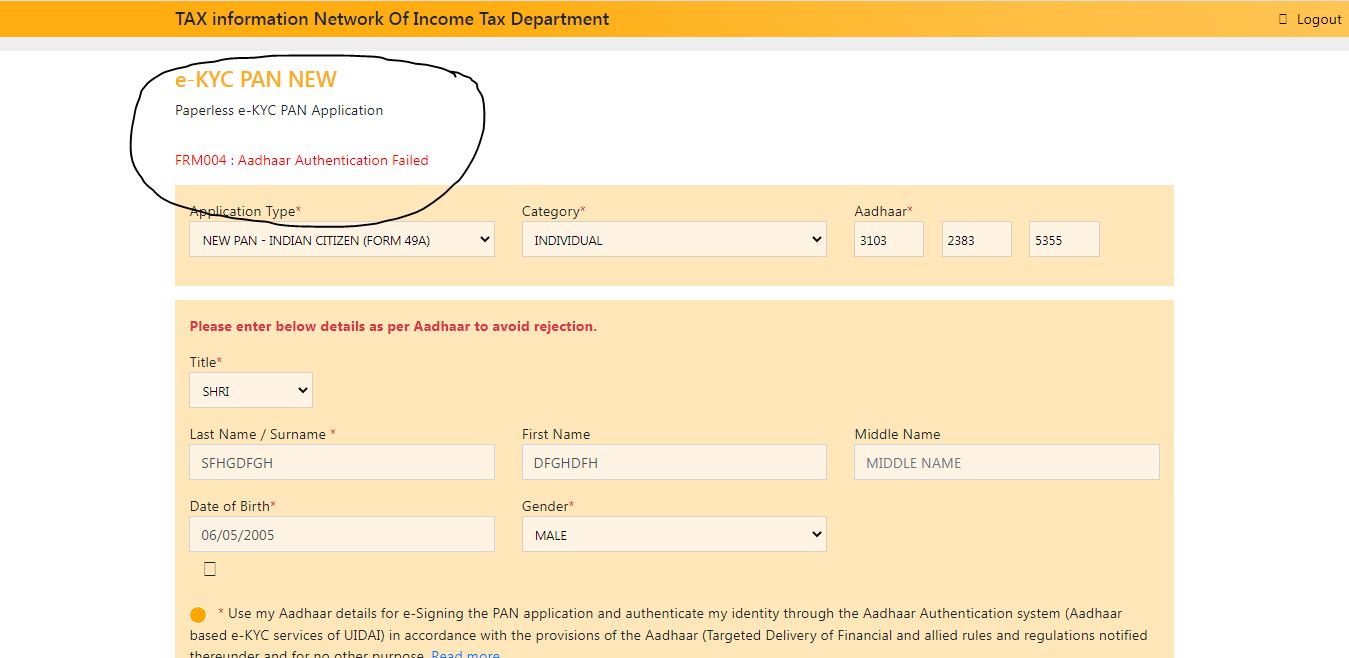 TAX information Network Of Income Tax Department
Logout
e-KYC PAN NEW
Paperless e-KYC PAN Application
FRM004 : Aadhaar Authentication Failed
Application Type* Category* Aadhaar*
NEW PAN - INDIAN CITIZEN (FORM 49A) INDIVIDUAL 3103 2383 5355
Please enter below details as per Aadhaar to avoid rejection.
Title*
SHRI
Last Name / Surname * First Name Middle Name
SFHGDFGH DFGHDFH MIDDLE NAME
Date of Birth* Gender*
06/05/2005 MALE
* Use my Aadhaar details for e-Signing the PAN application and authenticate my identity through the Aadhaar Authentication system (Aadhaar
based e-KYC services of UIDAI) in accordance with the provisions of the Aadhaar (Targeted Delivery of Financial and allied rules and regulations notified
thereunder and for no other purpose. Read more